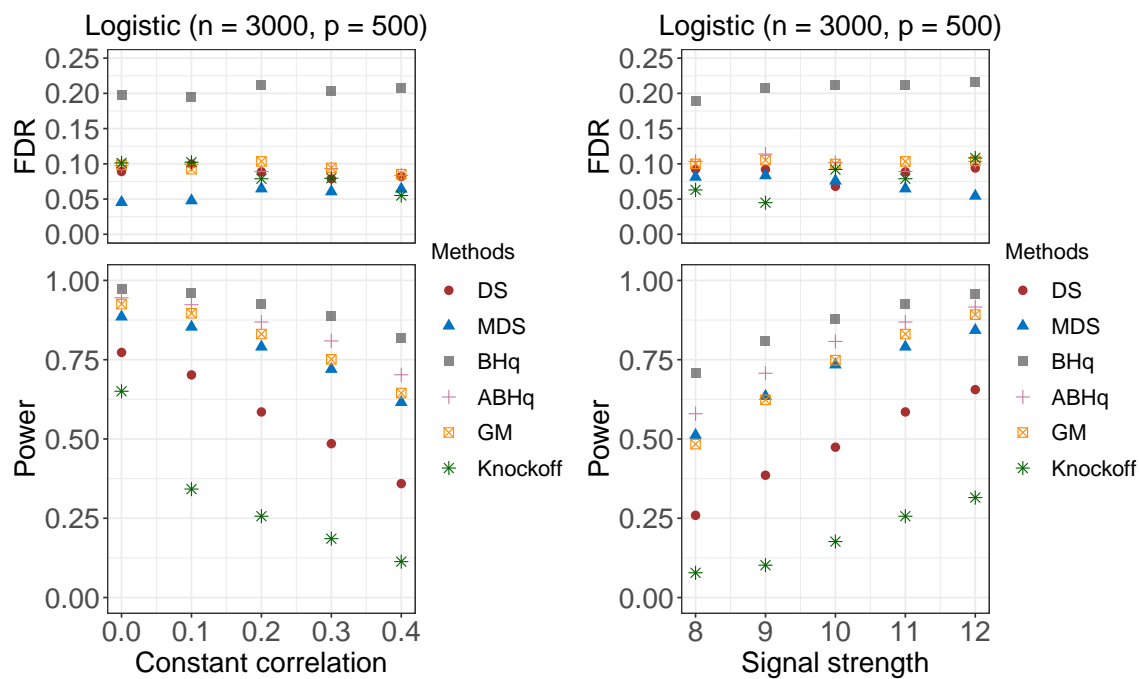 Logistic (n = 3000, p = 500)
0.25
0.20
0.15
0.10
0.05
0.00
FDR
1.00
0.75
0.50
0.25
0.00
Power
0.0 0.1 0.2 0.3 0.4
Constant correlation
Methods
DS
MDS
BHq
ABHq
GM
Knockoff
Logistic (n = 3000, p = 500)
0.25
0.20
0.15
0.10
0.05
0.00
FDR
1.00
0.75
0.50
0.25
0.00
Power
8 9 10 11 12
Signal strength
Methods
DS
MDS
BHq
ABHq
GM
Knockoff